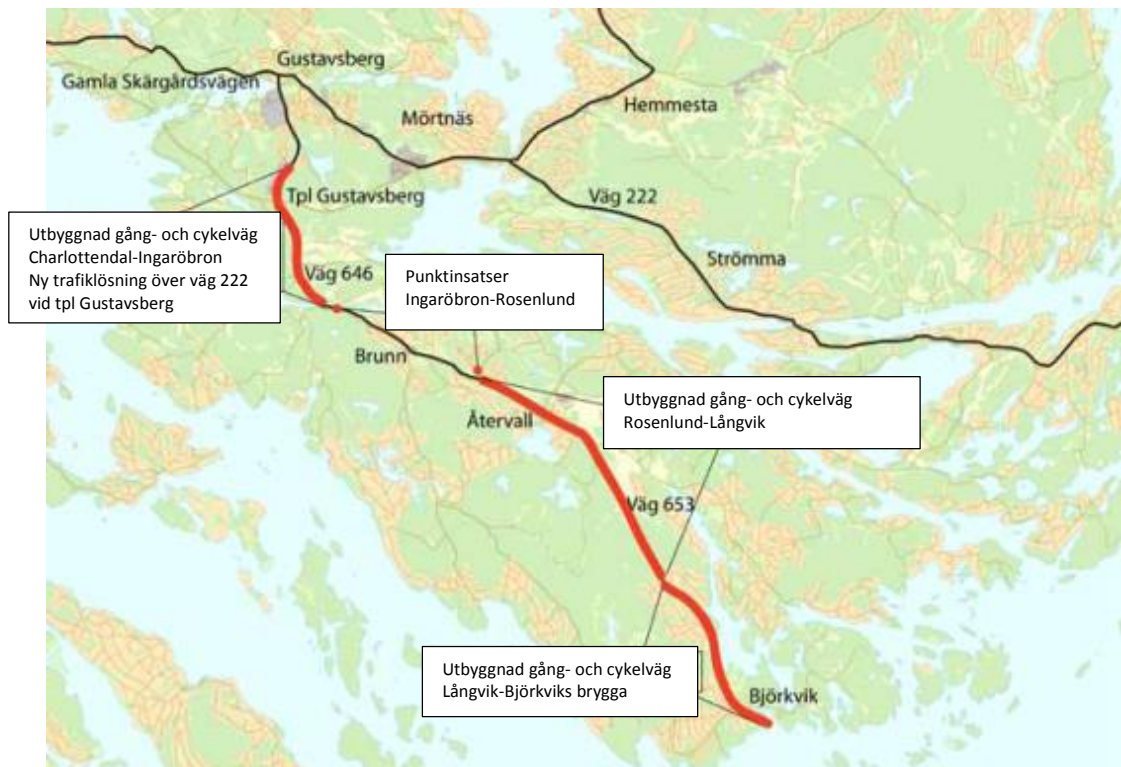 Gustavsberg
Gamla Skärgårdsvägen
Hemmesta
Mörtnäs
Tpl Gustavsberg
Väg 222
Utbyggnad gång- och cykelväg
Charlottendal-Ingaröbron
Ny trafiklösning över väg 222
vid tpl Gustavsberg
Strömma
Väg 646
Punktinsatser
Ingaröbron-Rosenlund
Brunn
Utbyggnad gång- och cykelväg
Rosenlund-Långvik
Återvall
Väg 653
Utbyggnad gång- och cykelväg
Långvik-Björkviks brygga
Björkvik